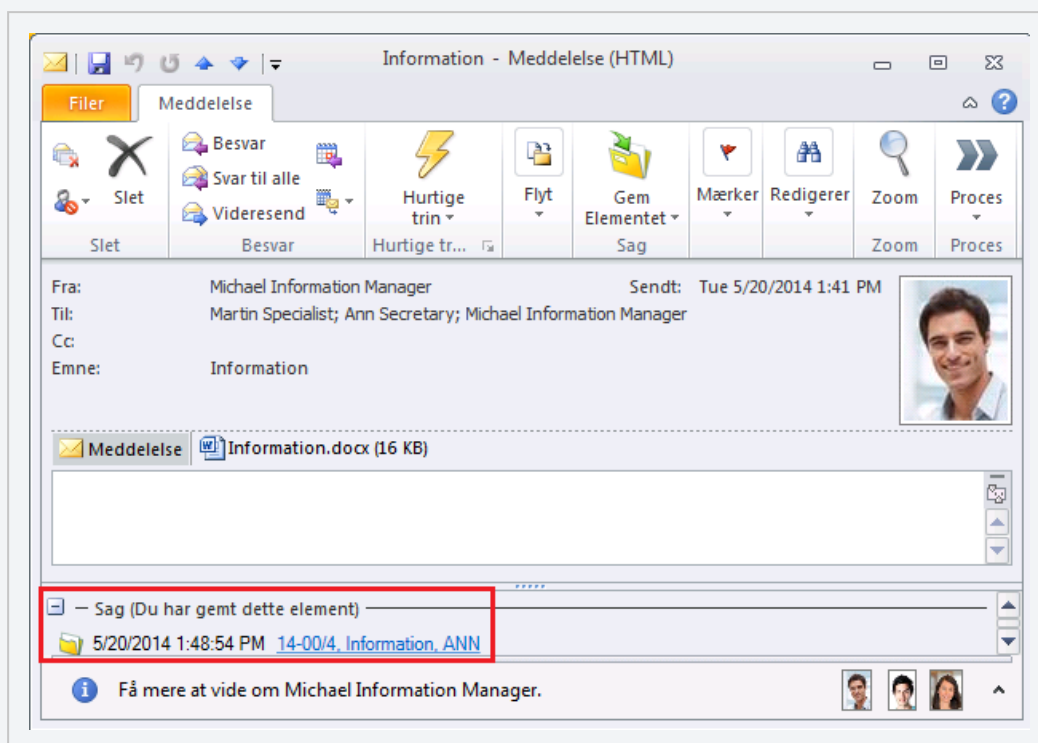 Information - Meddelelse (HTML)
Filer Meddelelse
Slet
Besvar
Svar til alle
Videresend
Hurtige trin
Flyt
Gem Elementet
Mærker
Redigerer
Zoom
Proces
Slet Besvar Hurtige tr... Sag Zoom Proces
Fra: Michael Information Manager Sendt: Tue 5/20/2014 1:41 PM
Til: Martin Specialist; Ann Secretary; Michael Information Manager
Cc:
Emne: Information
Meddelelse Information.docx (16 KB)
Sag (Du har gemt dette element)
5/20/2014 1:48:54 PM 14-00/4, Information, ANN
Få mere at vide om Michael Information Manager.